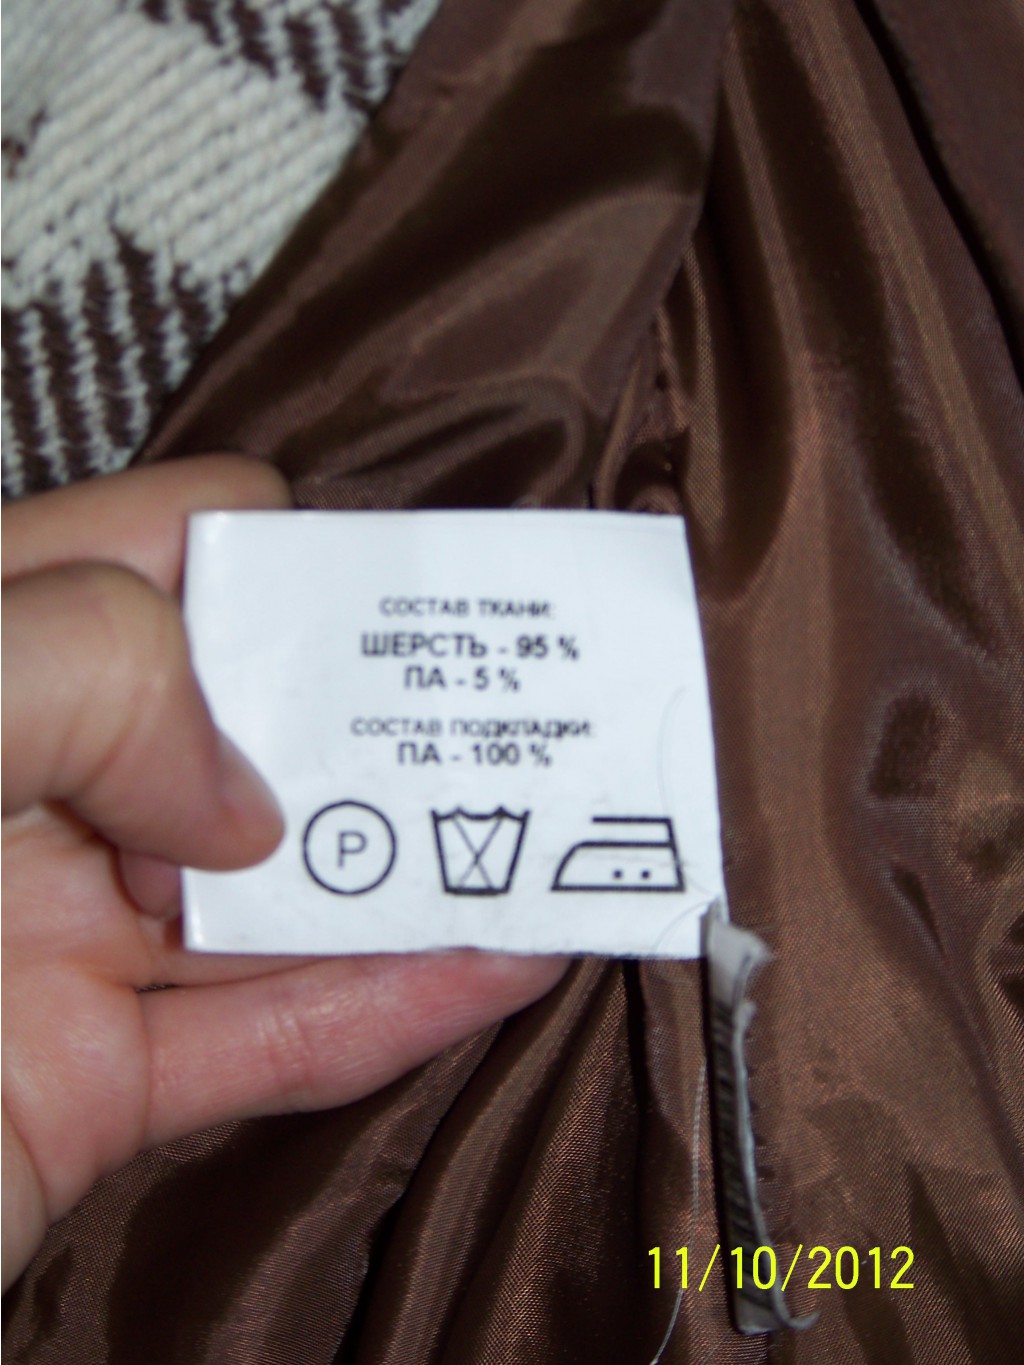 СОСТАВ ТКАНИ:
ШЕРСТЬ - 95 %
ПА - 5 %
СОСТАВ ПОДКЛАДКИ:
ПА - 100 %
P
11/10/2012